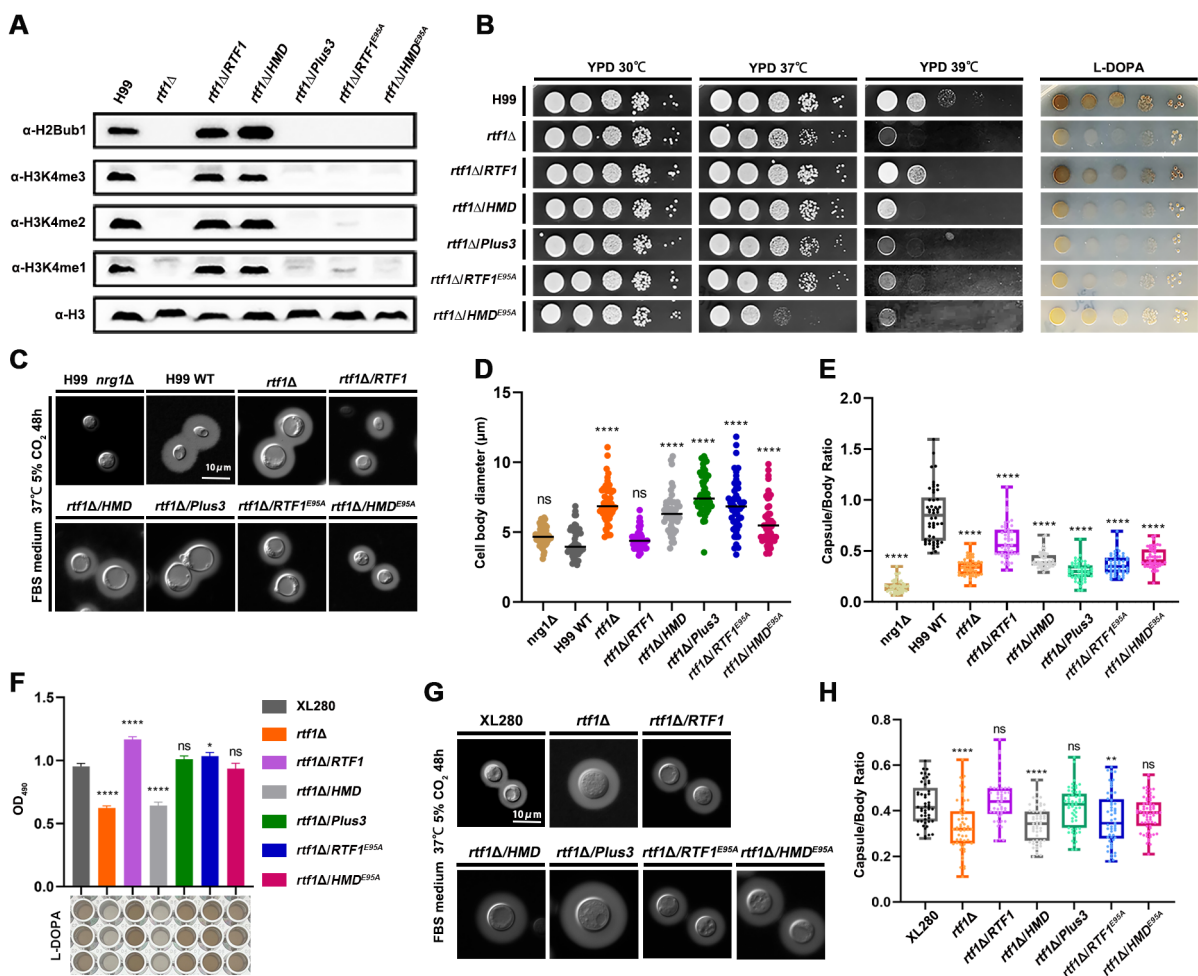 A
H99
rtf1Δ
rtf1Δ/RTF1
rtf1Δ/HMD
rtf1Δ/Plus3
rtf1Δ/RTF1E95A
rtf1Δ/HMDE95A
α-H2Bub1
α-H3K4me3
α-H3K4me2
α-H3K4me1
α-H3
B
YPD 30℃ YPD 37℃ YPD 39℃ L-DOPA
H99
rtf1Δ
rtf1Δ/RTF1
rtf1Δ/HMD
rtf1Δ/Plus3
rtf1Δ/RTF1E95A
rtf1Δ/HMDE95A
C
H99 nrg1Δ H99 WT rtf1Δ rtf1Δ/RTF1
10μm
rtf1Δ/HMD rtf1Δ/Plus3 rtf1Δ/RTF1E95A rtf1Δ/HMDE95A
FBS medium 37℃ 5% CO2 48h
D
Cell body diameter (μm)
15
10
5
0
ns
****
ns
****
****
****
****
nrg1Δ
H99 WT
rtf1Δ
rtf1Δ/RTF1
rtf1Δ/HMD
rtf1Δ/Plus3
rtf1Δ/RTF1E95A
rtf1Δ/HMDE95A
E
Capsule/Body Ratio
2.0
1.5
1.0
0.5
0.0
****
****
****
****
****
****
****
nrg1Δ
H99 WT
rtf1Δ
rtf1Δ/RTF1
rtf1Δ/HMD
rtf1Δ/Plus3
rtf1Δ/RTF1E95A
rtf1Δ/HMDE95A
F
OD490
1.5
1.0
0.5
0.0
****
****
****
ns
*
ns
XL280
rtf1Δ
rtf1Δ/RTF1
rtf1Δ/HMD
rtf1Δ/Plus3
rtf1Δ/RTF1E95A
rtf1Δ/HMDE95A
L-DOPA
G
XL280 rtf1Δ rtf1Δ/RTF1
10μm
rtf1Δ/HMD rtf1Δ/Plus3 rtf1Δ/RTF1E95A rtf1Δ/HMDE95A
FBS medium 37℃ 5% CO2 48h
H
Capsule/Body Ratio
0.8
0.6
0.4
0.2
0.0
****
ns
****
ns
**
ns
XL280
rtf1Δ
rtf1Δ/RTF1
rtf1Δ/HMD
rtf1Δ/Plus3
rtf1Δ/RTF1E95A
rtf1Δ/HMDE95A